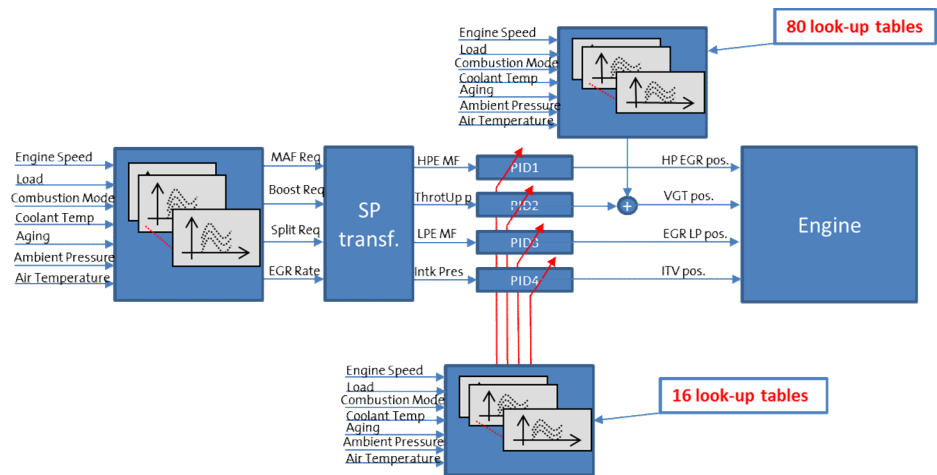 Engine Speed
Load
Combustion Mode
Coolant Temp
Aging
Ambient Pressure
Air Temperature
80 look-up tables
Engine Speed
Load
Combustion Mode
Coolant Temp
Aging
Ambient Pressure
Air Temperature
MAF Req
Boost Req
Split Req
EGR Rate
SP
transf.
HPE MF
ThrotUp p
LPE MF
Intk Pres
PID1
PID2
PID3
PID4
+
HP EGR pos.
VGT pos.
EGR LP pos.
ITV pos.
Engine
Engine Speed
Load
Combustion Mode
Coolant Temp
Aging
Ambient Pressure
Air Temperature
16 look-up tables